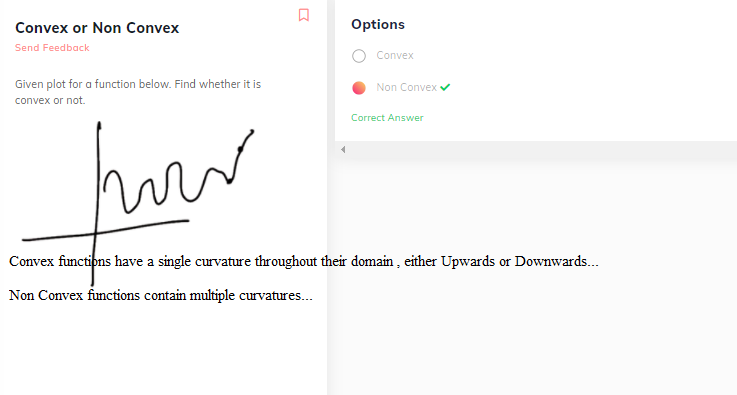 Convex or Non Convex
Send Feedback
Given plot for a function below. Find whether it is
convex or not.
Convex functions have a single curvature throughout their domain , either Upwards or Downwards...
Non Convex functions contain multiple curvatures...
Options
Convex
Non Convex
Correct Answer